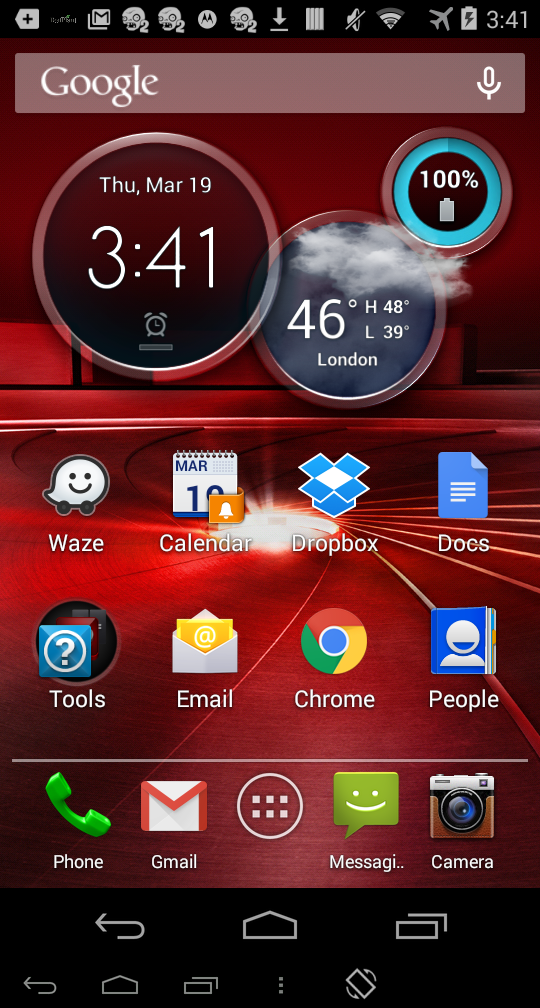 3:41
Google
Thu, Mar 19
3:41
100%
46° H 48°
L 39°
London
MAR
19
Waze Calendar Dropbox Docs
@
?
Tools Email Chrome People
Phone Gmail Messagi.. Camera